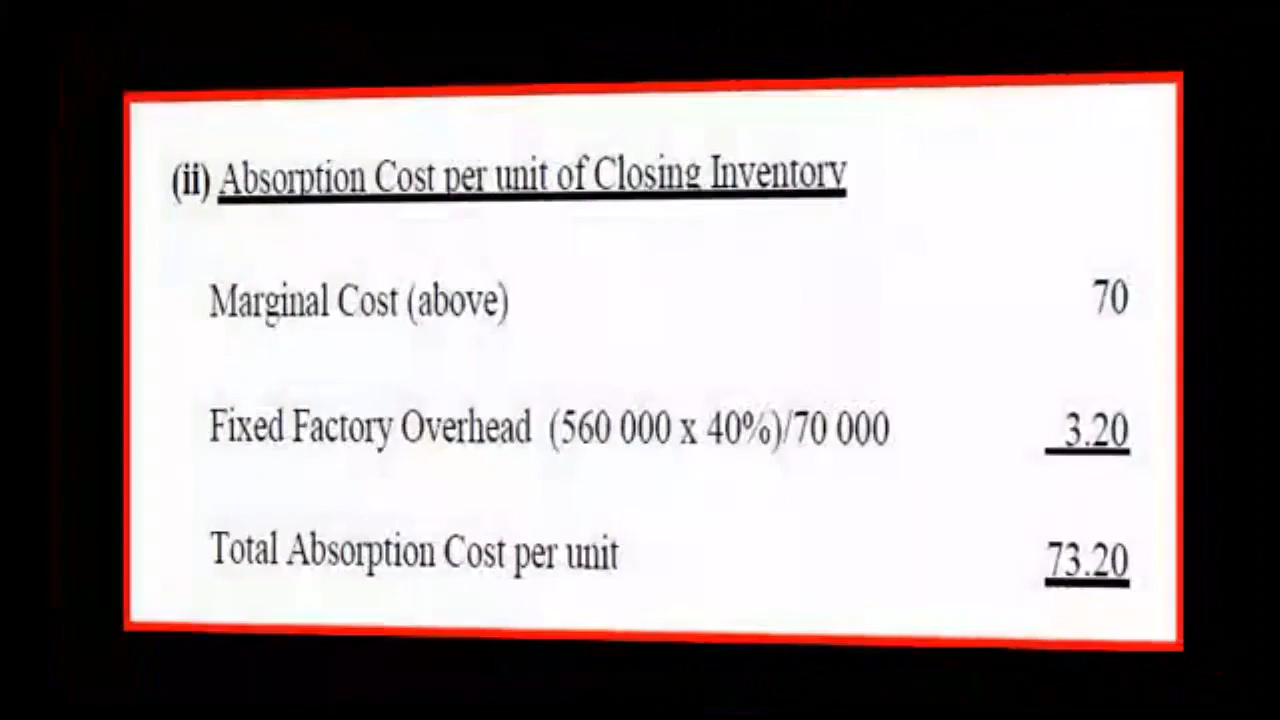 (ii) Absorption Cost per unit of Closing Inventory
Marginal Cost (above) 70
Fixed Factory Overhead (560 000 x 40%)/70 000 3.20
Total Absorption Cost per unit 73.20